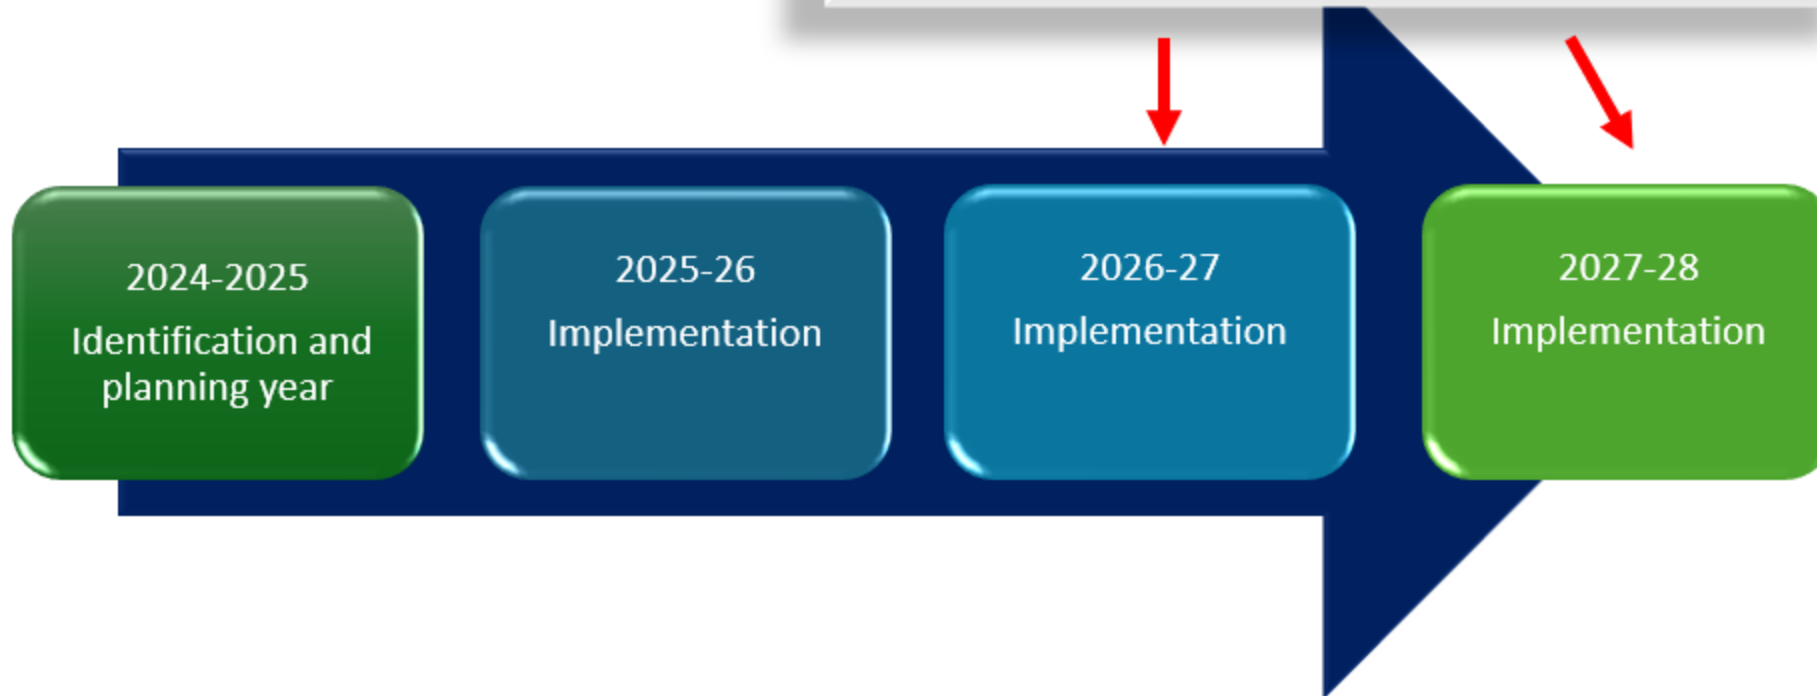 2024-2025
Identification and
planning year
2025-26
Implementation
2026-27
Implementation
2027-28
Implementation